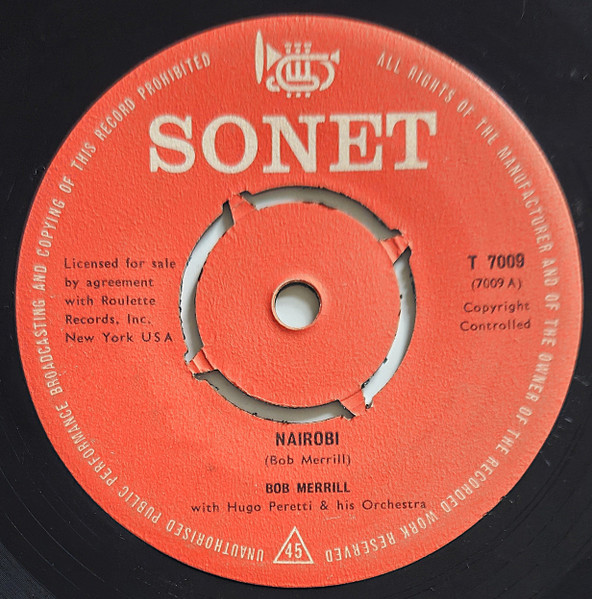 UNAUTHORISED PUBLIC PERFORMANCE BROADCASTING AND COPYING OF THIS RECORD PROHIBITED
ALL RIGHTS OF THE MANUFACTURER AND OF THE OWNER OF THE RECORDED WORK RESERVED
SONET
Licensed for sale
by agreement
with Roulette
Records, Inc.
New York USA
T 7009
(7009 A)
Copyright
Controlled
NAIROBI
(Bob Merrill)
BOB MERRILL
with Hugo Peretti & his Orchestra
45